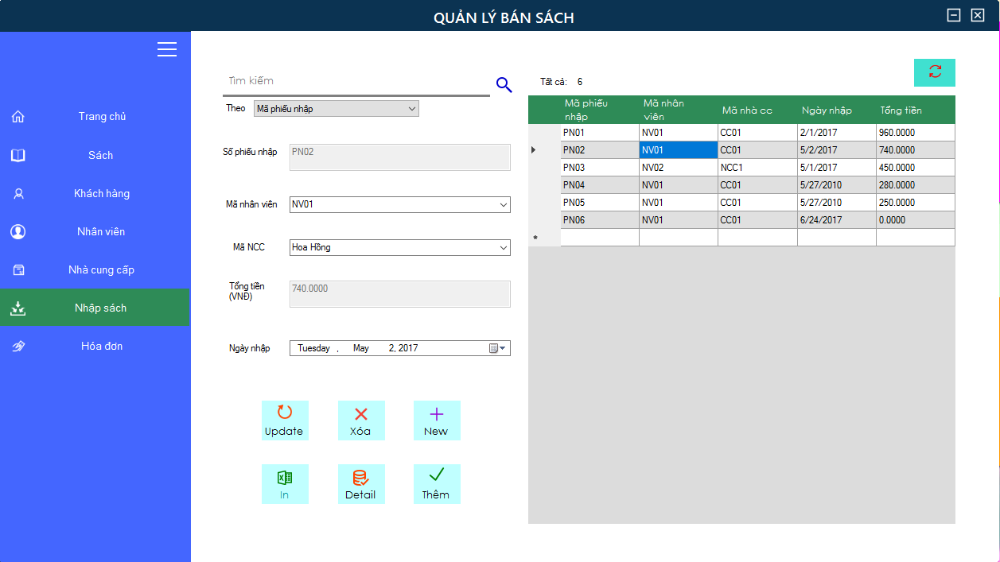 QUẢN LÝ BÁN SÁCH
Trang chủ
Sách
Khách hàng
Nhân viên
Nhà cung cấp
Nhập sách
Hóa đơn
Tìm kiếm
Theo Mã phiếu nhập
Số phiếu nhập PN02
Mã nhân viên NV01
Mã NCC Hoa Hồng
Tổng tiền
(VNĐ) 740.0000
Ngày nhập Tuesday , May 2, 2017
Update Xóa New
In Detail Thêm
Tất cả: 6
Mã phiếu nhập Mã nhân viên Mã nhà cc Ngày nhập Tổng tiền
PN01 NV01 CC01 2/1/2017 960.0000
PN02 NV01 CC01 5/2/2017 740.0000
PN03 NV02 NCC1 5/1/2017 450.0000
PN04 NV01 CC01 5/27/2010 280.0000
PN05 NV01 CC01 5/27/2010 250.0000
PN06 NV01 CC01 6/24/2017 0.0000